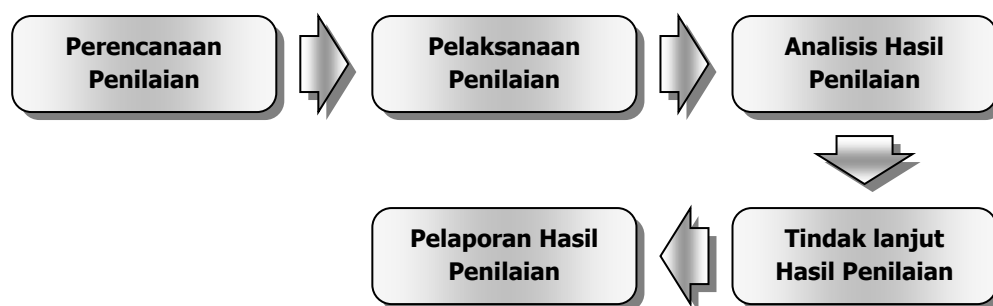 Perencanaan
Penilaian
Pelaksanaan
Penilaian
Analisis Hasil
Penilaian
Tindak lanjut
Hasil Penilaian
Pelaporan Hasil
Penilaian